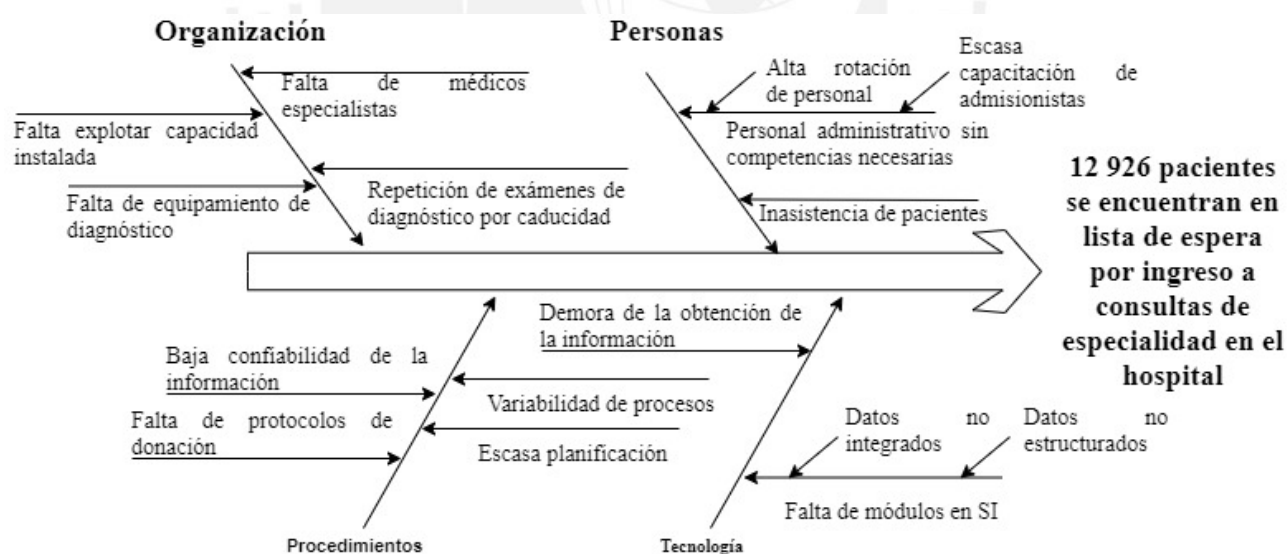 Organización
Falta de médicos
especialistas
Falta explotar capacidad
instalada
Repetición de exámenes de
diagnóstico por caducidad
Falta de equipamiento de
diagnóstico
Personas
Alta rotación
de personal
Escasa
capacitación de
admisionistas
Personal administrativo sin
competencias necesarias
Inasistencia de pacientes
12 926 pacientes
se encuentran en
lista de espera
por ingreso a
consultas de
especialidad en el
hospital
Baja confiabilidad de la
información
Variabilidad de procesos
Falta de protocolos de
donación
Escasa planificación
Procedimientos
Demora de la obtención de
la información
Datos no
integrados
Datos no
estructurados
Falta de módulos en SI
Tecnología